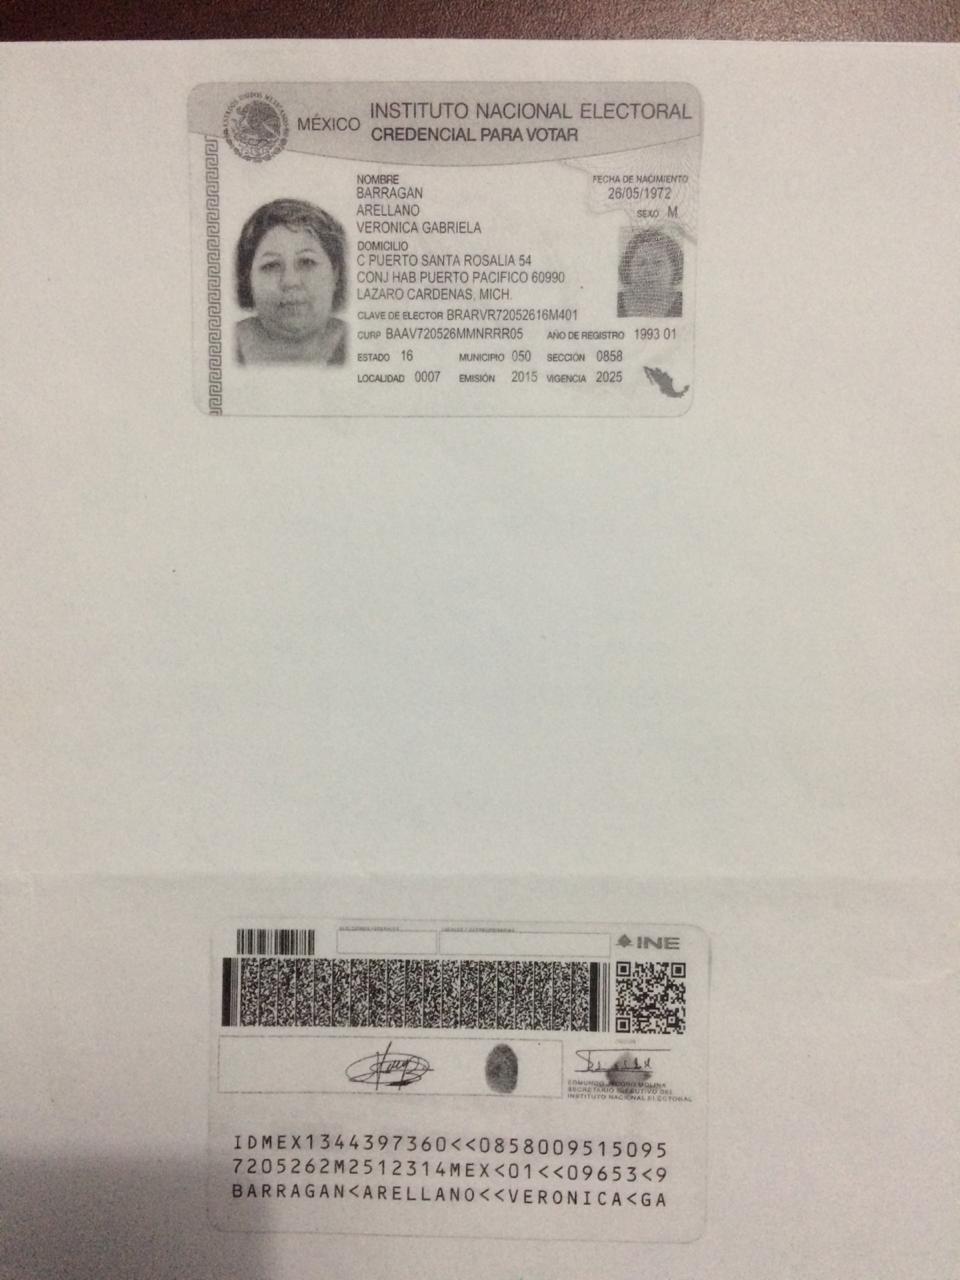 MÉXICO
INSTITUTO NACIONAL ELECTORAL
CREDENCIAL PARA VOTAR
NOMBRE
BARRAGAN
ARELLANO
VERONICA GABRIELA
FECHA DE NACIMIENTO
26/05/1972
SEXO M
DOMICILIO
C PUERTO SANTA ROSALIA 54
CONJ HAB PUERTO PACIFICO 60990
LAZARO CARDENAS, MICH.
CLAVE DE ELECTOR BRARVR72052616M401
CURP BAAV720526MMNRRR05 AÑO DE REGISTRO 1993 01
ESTADO 16 MUNICIPIO 050 SECCIÓN 0858
LOCALIDAD 0007 EMISIÓN 2015 VIGENCIA 2025
INE
EDMUNDO JACOBO MOLINA
SECRETARIO EJECUTIVO DEL
INSTITUTO NACIONAL ELECTORAL
IDMEX1344397360<<0858009515095
7205262M2512314MEX<01<<09653<9
BARRAGAN<ARELLANO<<VERONICA<GA